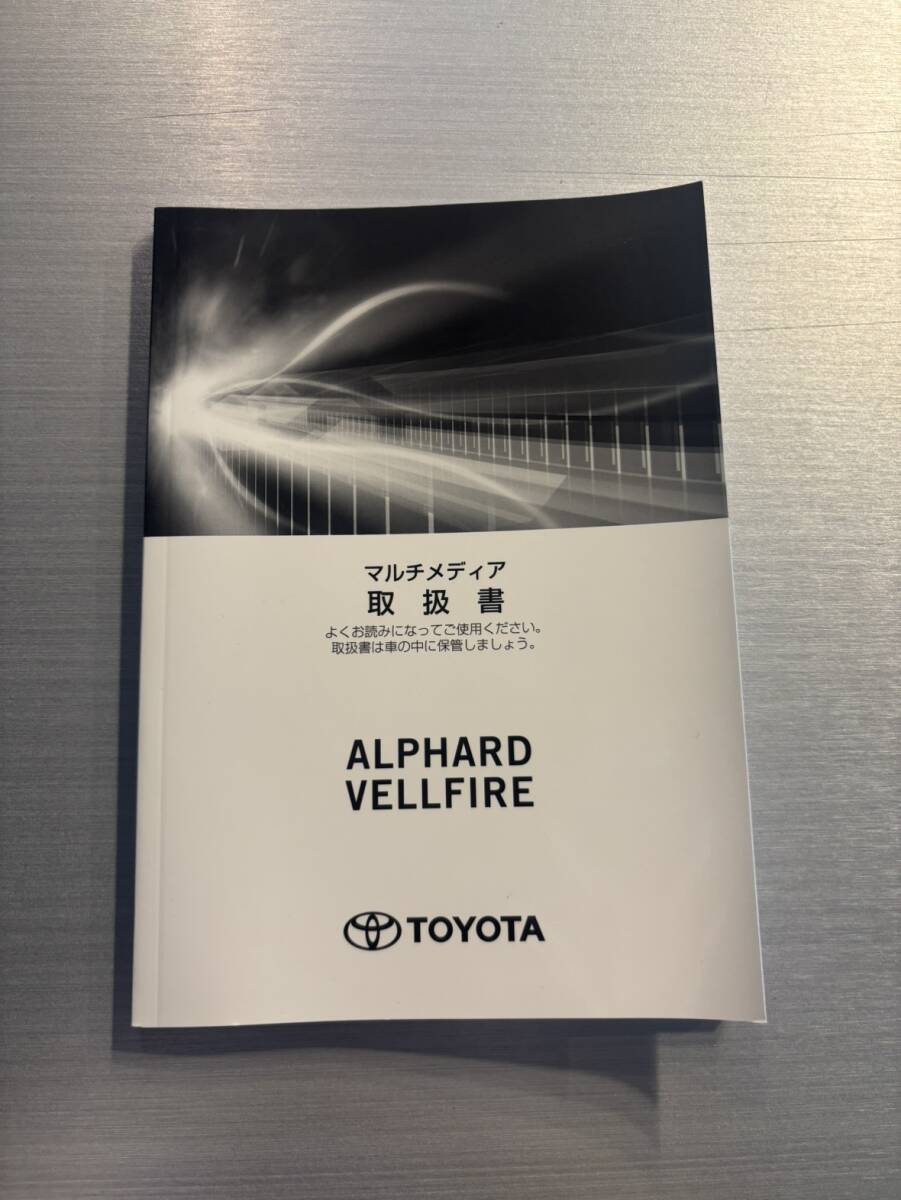 マルチメディア
取扱書
よくお読みになってご使用ください。
取扱書は車の中に保管しましょう。
ALPHARD
VELLFIRE
TOYOTA